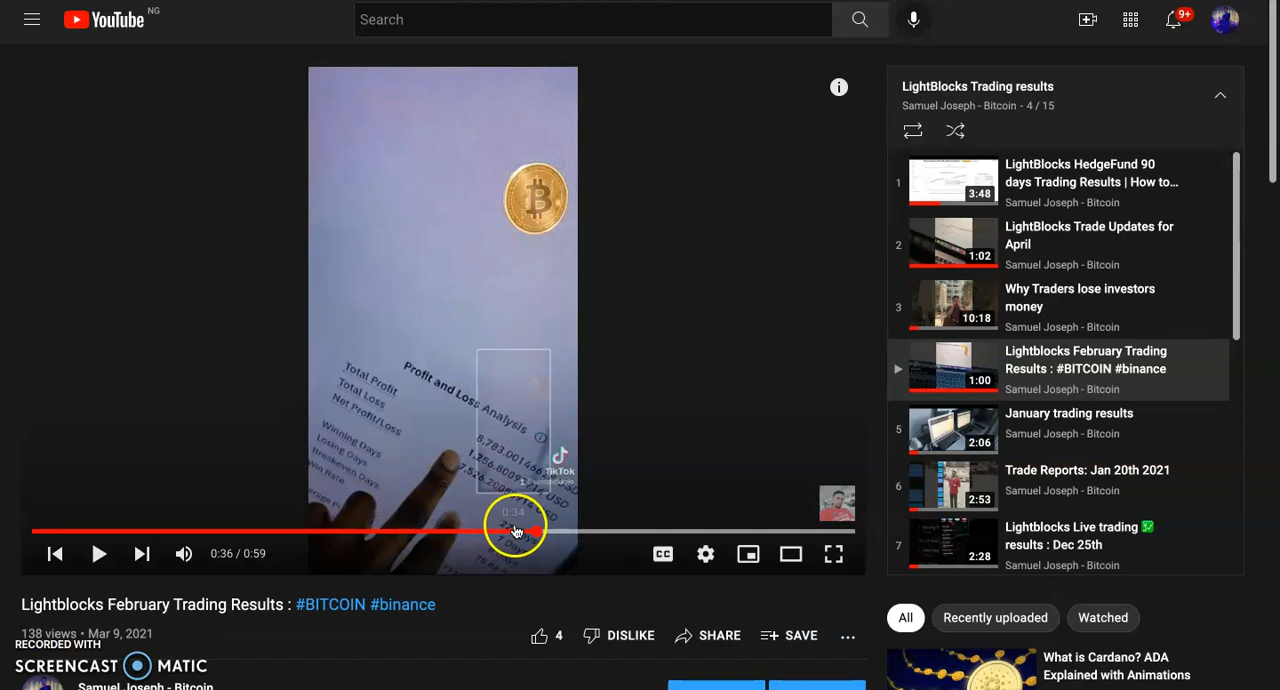 YouTube NG
Search
9+
LightBlocks Trading results
Samuel Joseph - Bitcoin - 4 / 15
1
3:48
LightBlocks HedgeFund 90
days Trading Results | How to...
Samuel Joseph - Bitcoin
2
1:02
LightBlocks Trade Updates for
April
Samuel Joseph - Bitcoin
3
10:18
Why Traders lose investors
money
Samuel Joseph - Bitcoin
1:00
Lightblocks February Trading
Results : #BITCOIN #binance
Samuel Joseph - Bitcoin
5
2:06
January trading results
Samuel Joseph - Bitcoin
6
2:53
Trade Reports: Jan 20th 2021
Samuel Joseph - Bitcoin
7
2:28
Lightblocks Live trading
results : Dec 25th
Samuel Joseph - Bitcoin
Profit and Loss Analysis
Total Profit
Total Loss
Net Profit/Loss
Winning Days
Losing Days
Breakeven Days
Win Rate
TikTok
0:34
0:36 / 0:59
CC
Lightblocks February Trading Results : #BITCOIN #binance
138 views • Mar 9, 2021
4
DISLIKE
SHARE
SAVE
RECORDED WITH
SCREENCAST MATIC
Samuel Joseph - Bitcoin
All
Recently uploaded
Watched
What is Cardano? ADA
Explained with Animations